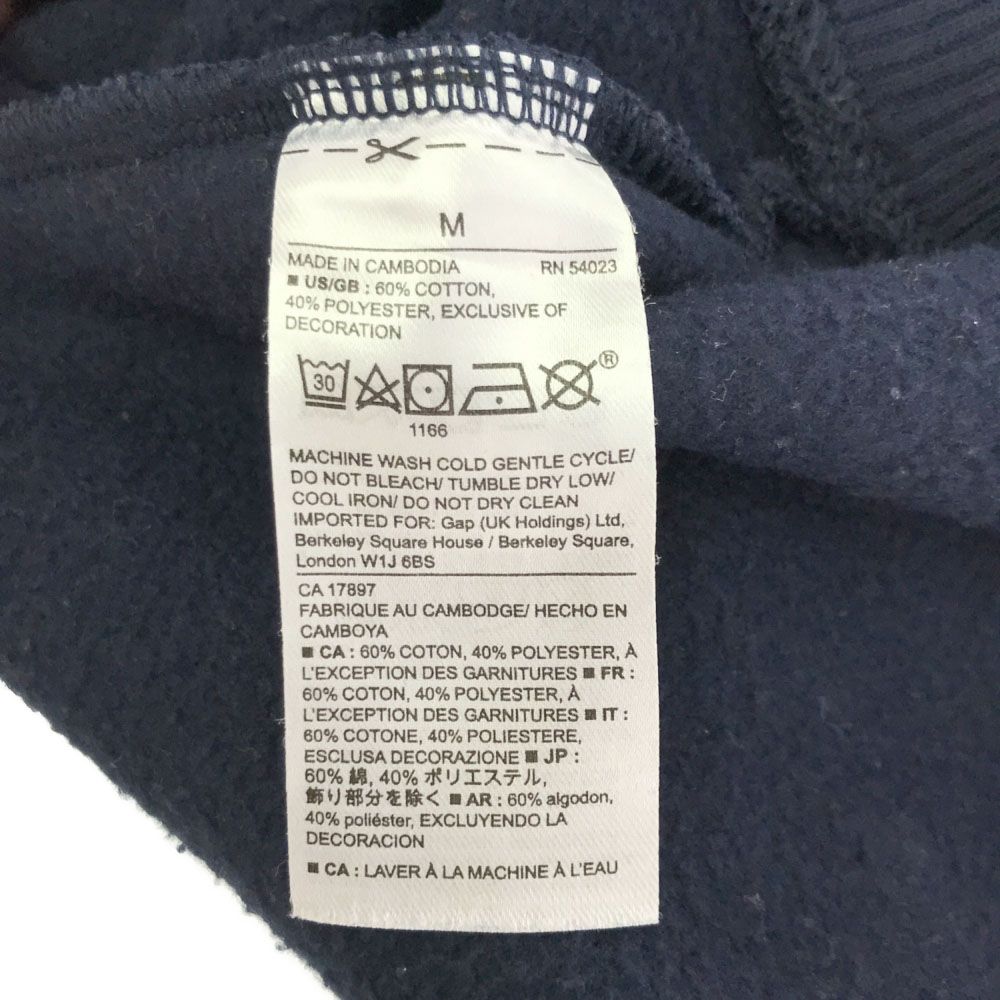 M
MADE IN CAMBODIA RN 54023
■ US/GB : 60% COTTON,
40% POLYESTER, EXCLUSIVE OF
DECORATION
30 ®
1166
MACHINE WASH COLD GENTLE CYCLE/
DO NOT BLEACH/ TUMBLE DRY LOW/
COOL IRON/ DO NOT DRY CLEAN
IMPORTED FOR: Gap (UK Holdings) Ltd,
Berkeley Square House / Berkeley Square,
London W1J 6BS
CA 17897
FABRIQUE AU CAMBODGE/ HECHO EN
CAMBOYA
■ CA : 60% COTON, 40% POLYESTER, À
L'EXCEPTION DES GARNITURES ■ FR :
60% COTON, 40% POLYESTER, À
L'EXCEPTION DES GARNITURES ■ IT :
60% COTONE, 40% POLIESTERE,
ESCLUSA DECORAZIONE ■ JP :
60% 綿, 40% ポリエステル,
飾り部分を除く ■ AR : 60% algodon,
40% poliéster, EXCLUYENDO LA
DECORACION
■ CA : LAVER À LA MACHINE À L'EAU